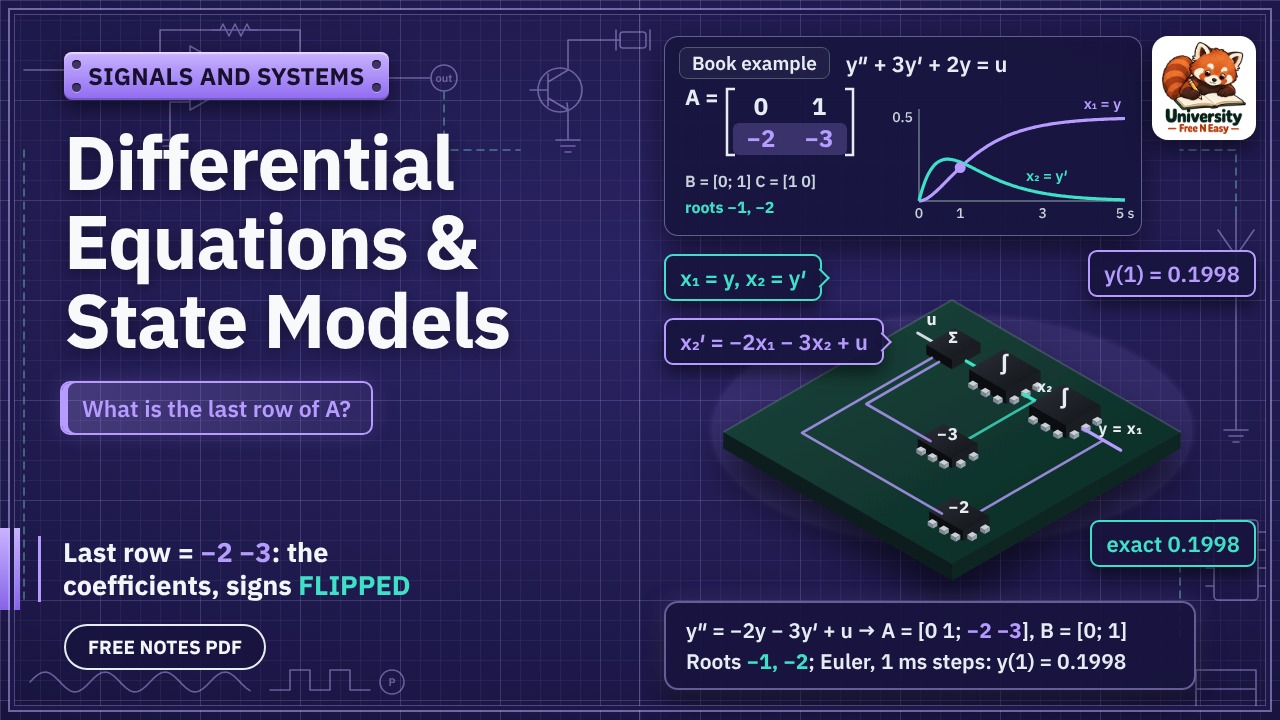 SIGNALS AND SYSTEMS
Differential
Equations &
State Models
What is the last row of A?
Last row = −2 −3: the
coefficients, signs FLIPPED
FREE NOTES PDF
out
P
Book example
y″ + 3y′ + 2y = u
A = [ 0 1
−2 −3 ]
B = [0; 1] C = [1 0]
roots −1, −2
0.5
x₁ = y
x₂ = y′
0 1 3 5 s
University
Free N Easy
x₁ = y, x₂ = y′
y(1) = 0.1998
x₂′ = −2x₁ − 3x₂ + u
u
Σ
∫
x₂
∫
y = x₁
−3
−2
exact 0.1998
y″ = −2y − 3y′ + u → A = [0 1; −2 −3], B = [0; 1]
Roots −1, −2; Euler, 1 ms steps: y(1) = 0.1998